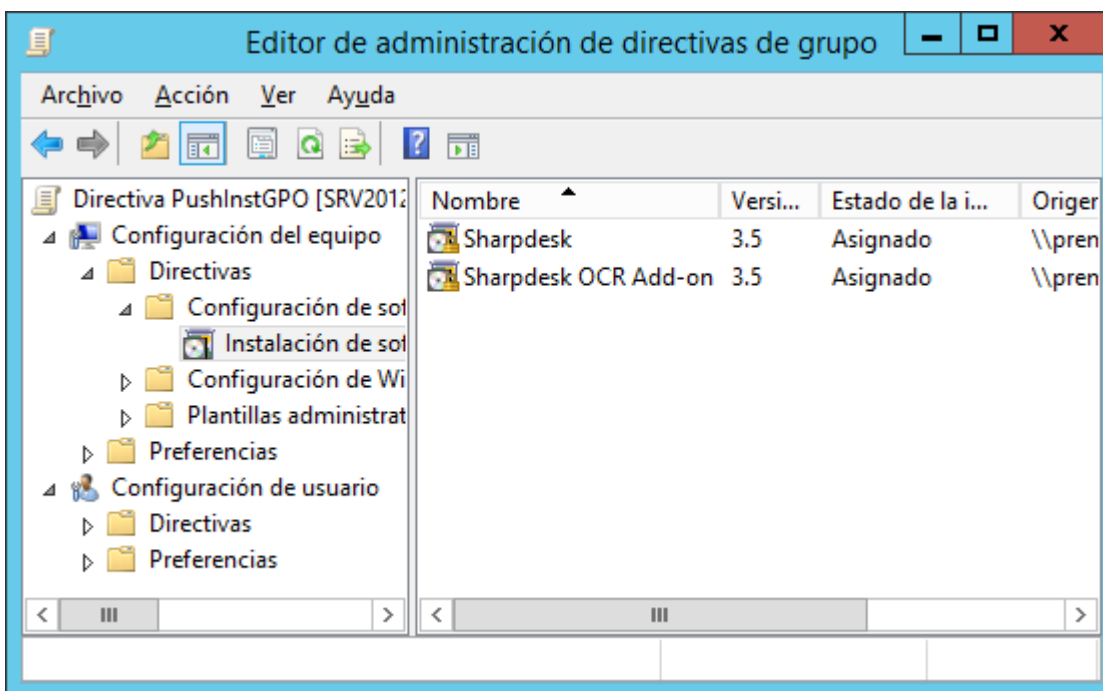 Editor de administración de directivas de grupo
Archivo Acción Ver Ayuda
Directiva PushInstGPO [SRV2012
Configuración del equipo
Directivas
Configuración de sof
Instalación de sof
Configuración de Wi
Plantillas administrat
Preferencias
Configuración de usuario
Directivas
Preferencias
Nombre Versi... Estado de la i... Origer
Sharpdesk 3.5 Asignado \\pren
Sharpdesk OCR Add-on 3.5 Asignado \\pren